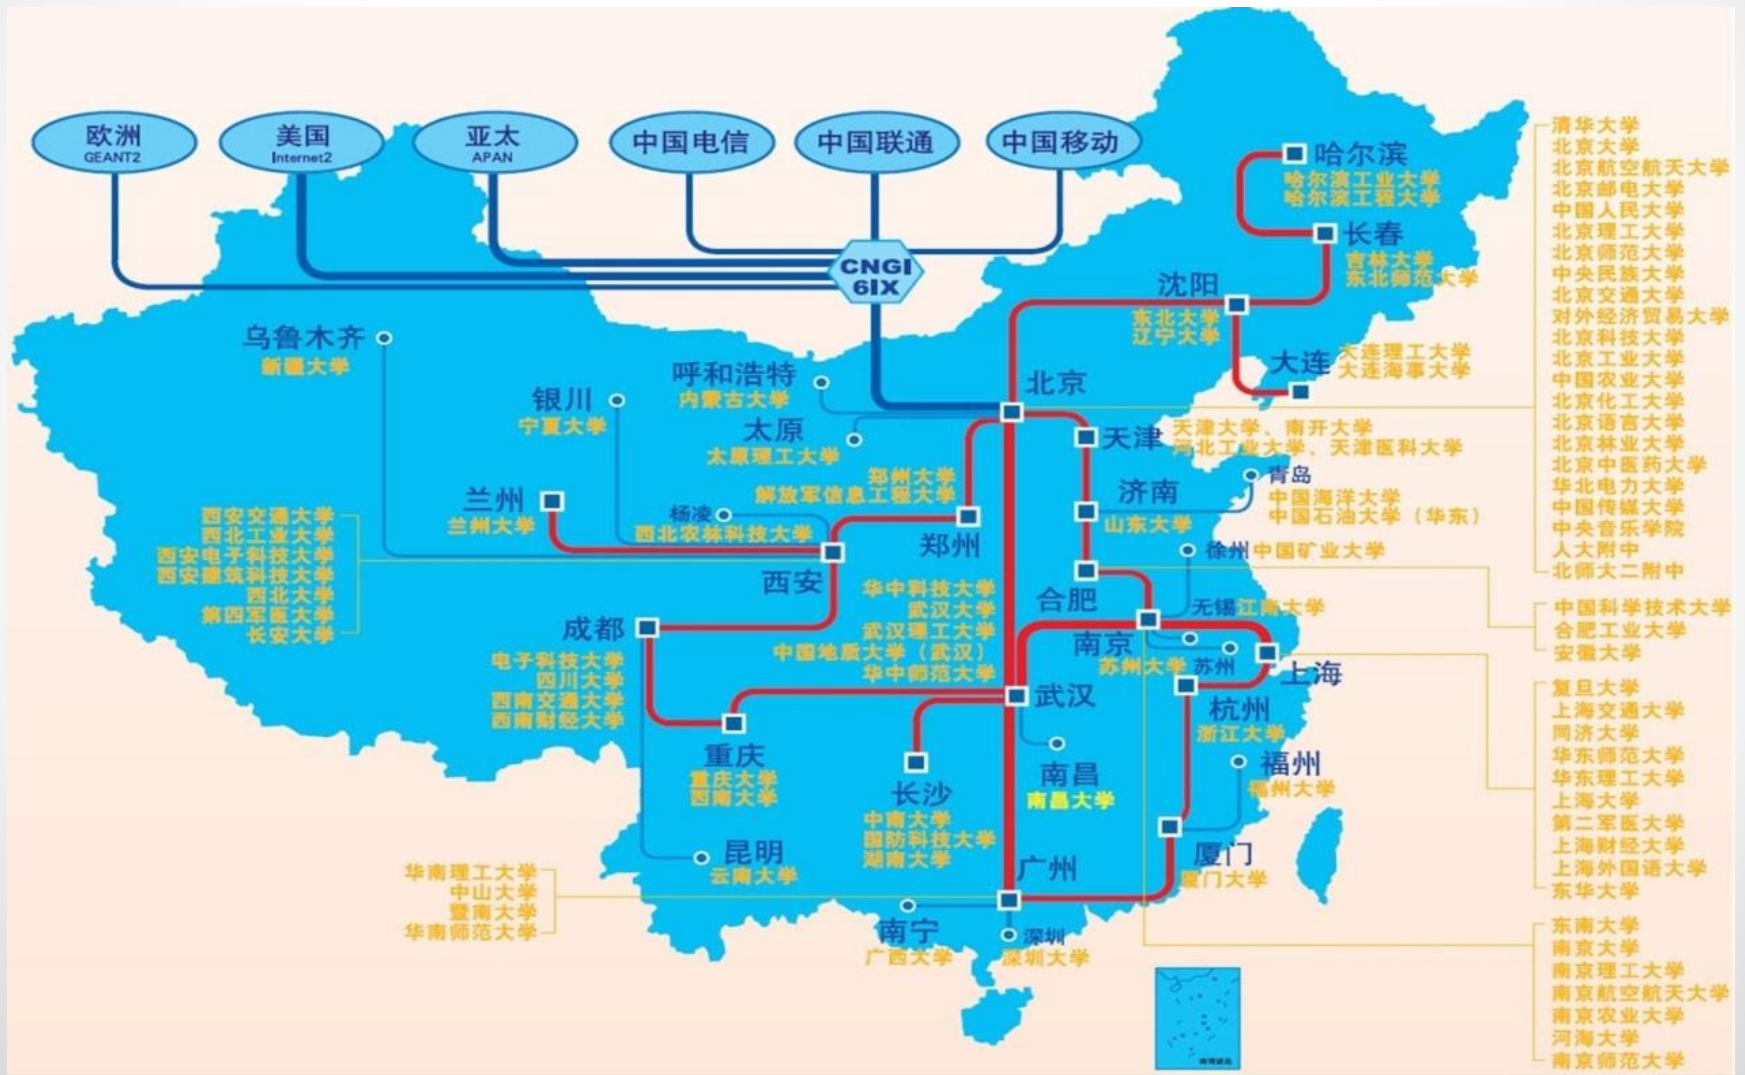 欧洲
GEANT2
美国
Internet2
亚太
APAN
中国电信
中国联通
中国移动
CNGI
6IX
哈尔滨
哈尔滨工业大学
哈尔滨工程大学
长春
吉林大学
东北师范大学
沈阳
东北大学
辽宁大学
大连
大连理工大学
大连海事大学
乌鲁木齐
新疆大学
呼和浩特
内蒙古大学
银川
宁夏大学
太原
太原理工大学
北京
天津
天津大学、南开大学
河北工业大学、天津医科大学
郑州大学
解放军信息工程大学
郑州
兰州
兰州大学
杨凌
西北农林科技大学
济南
山东大学
青岛
中国海洋大学
中国石油大学（华东）
西安交通大学
西北工业大学
西安电子科技大学
西安建筑科技大学
西北大学
第四军医大学
长安大学
西安
徐州 中国矿业大学
合肥
无锡 江南大学
南京
苏州大学 苏州
上海
成都
电子科技大学
四川大学
西南交通大学
西南财经大学
华中科技大学
武汉大学
武汉理工大学
中国地质大学（武汉）
华中师范大学
武汉
杭州
浙江大学
重庆
重庆大学
西南大学
长沙
中南大学
国防科技大学
湖南大学
南昌
南昌大学
福州
福州大学
厦门
厦门大学
昆明
云南大学
广州
华南理工大学
中山大学
暨南大学
华南师范大学
南宁
广西大学
深圳
深圳大学
清华大学
北京大学
北京航空航天大学
北京邮电大学
中国人民大学
北京理工大学
北京师范大学
中央民族大学
北京交通大学
对外经济贸易大学
北京科技大学
北京工业大学
中国农业大学
北京化工大学
北京语言大学
北京林业大学
北京中医药大学
华北电力大学
中国传媒大学
中央音乐学院
人大附中
北师大二附中
中国科学技术大学
合肥工业大学
安徽大学
复旦大学
上海交通大学
同济大学
华东师范大学
华东理工大学
上海大学
第二军医大学
上海财经大学
上海外国语大学
东华大学
东南大学
南京大学
南京理工大学
南京航空航天大学
南京农业大学
河海大学
南京师范大学